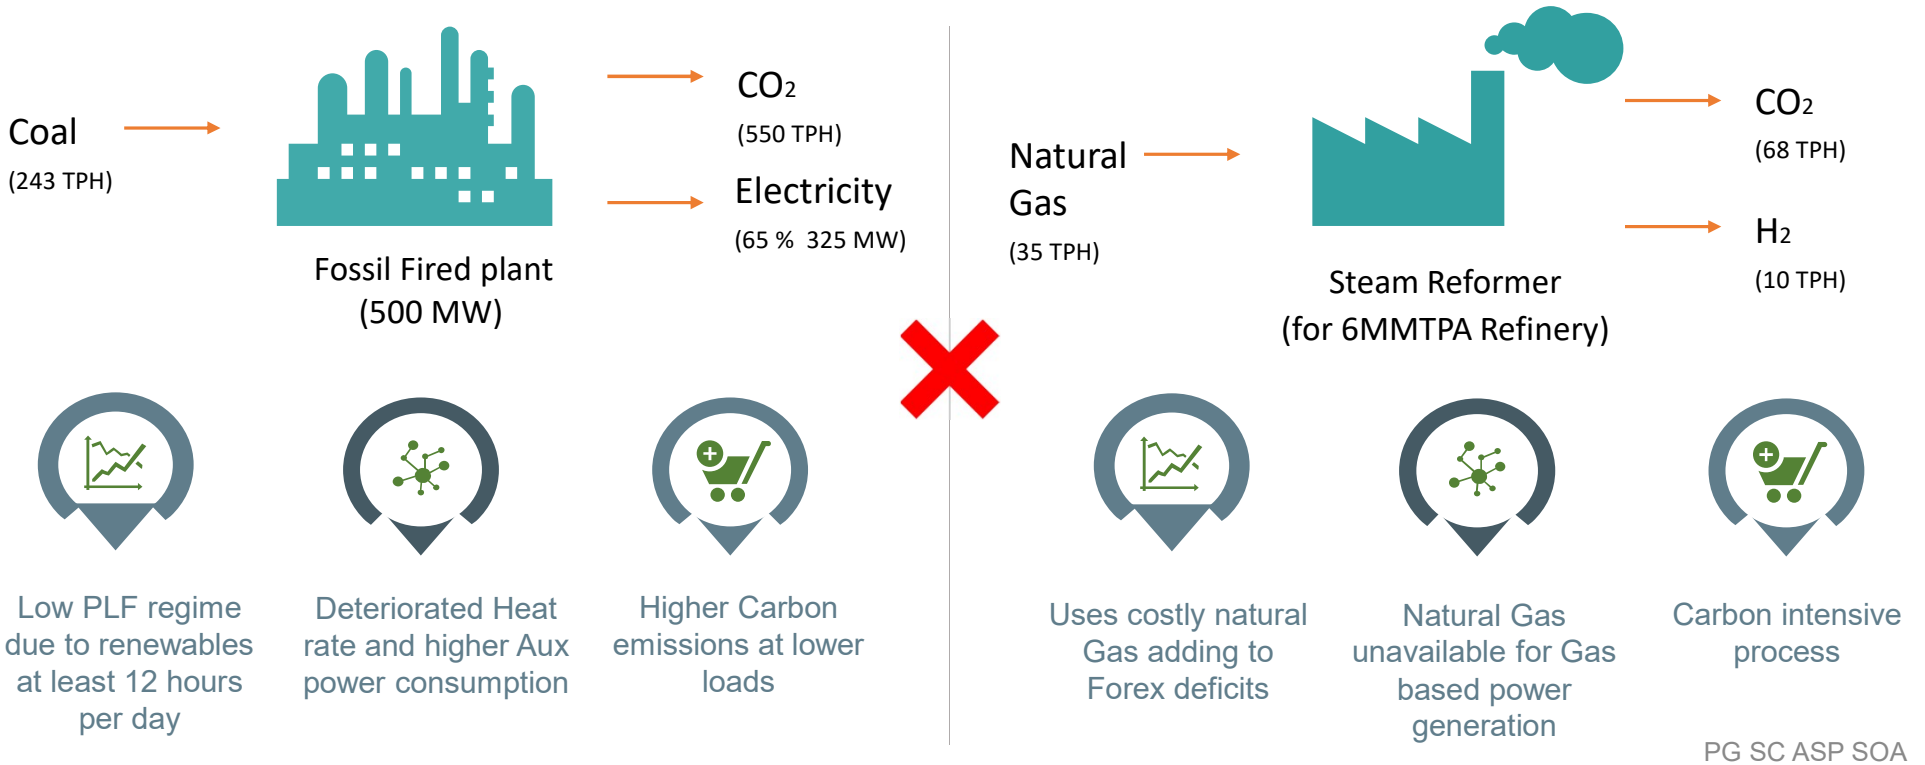 Coal
(243 TPH)
CO2
(550 TPH)
Electricity
(65 %  325 MW)
Fossil Fired plant
(500 MW)
Low PLF regime
due to renewables
at least 12 hours
per day
Deteriorated Heat
rate and higher Aux
power consumption
Higher Carbon
emissions at lower
loads
Natural
Gas
(35 TPH)
CO2
(68 TPH)
H2
(10 TPH)
Steam Reformer
(for 6MMTPA Refinery)
Uses costly natural
Gas adding to
Forex deficits
Natural Gas
unavailable for Gas
based power
generation
Carbon intensive
process
PG SC ASP SOA